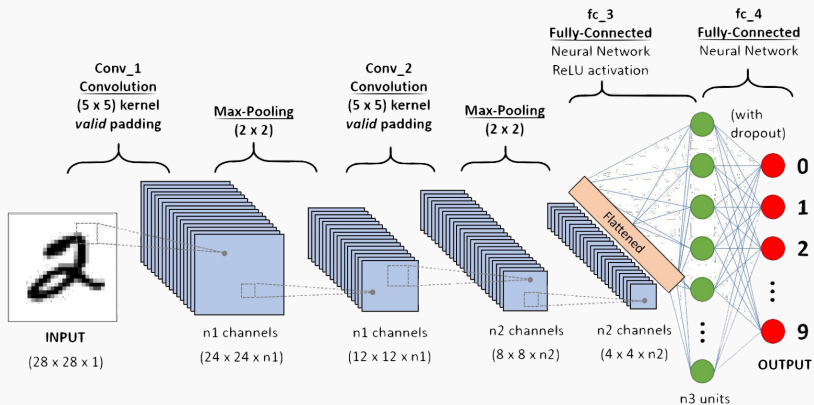 Conv_1
Convolution
(5 x 5) kernel
valid padding
Max-Pooling
(2 x 2)
Conv_2
Convolution
(5 x 5) kernel
valid padding
Max-Pooling
(2 x 2)
fc_3
Fully-Connected
Neural Network
ReLU activation
fc_4
Fully-Connected
Neural Network
(with
dropout)
Flattened
0
1
2
9
OUTPUT
2
INPUT
(28 x 28 x 1)
n1 channels
(24 x 24 x n1)
n1 channels
(12 x 12 x n1)
n2 channels
(8 x 8 x n2)
n2 channels
(4 x 4 x n2)
n3 units